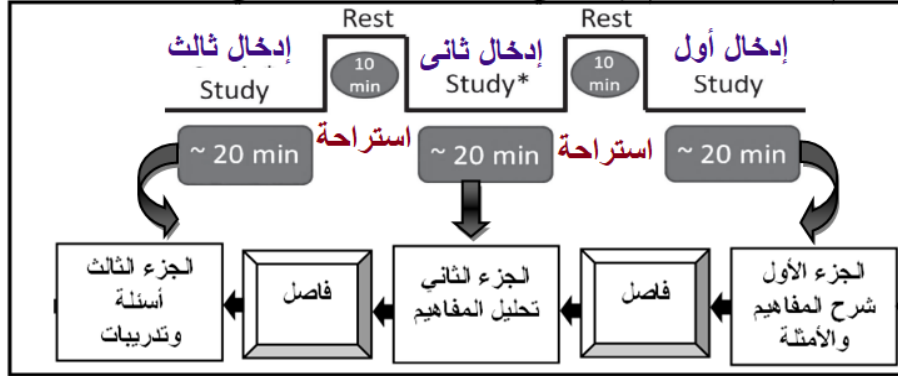 Rest
Rest
إدخال أول
10
min
إدخال ثانى
10
min
إدخال ثالث
Study
Study*
Study
~ 20 min
استراحة
~ 20 min
استراحة
~ 20 min
الجزء الأول
شرح المفاهيم
والأمثلة
فاصل
الجزء الثاني
تحليل المفاهيم
فاصل
الجزء الثالث
أسئلة
وتدريبات